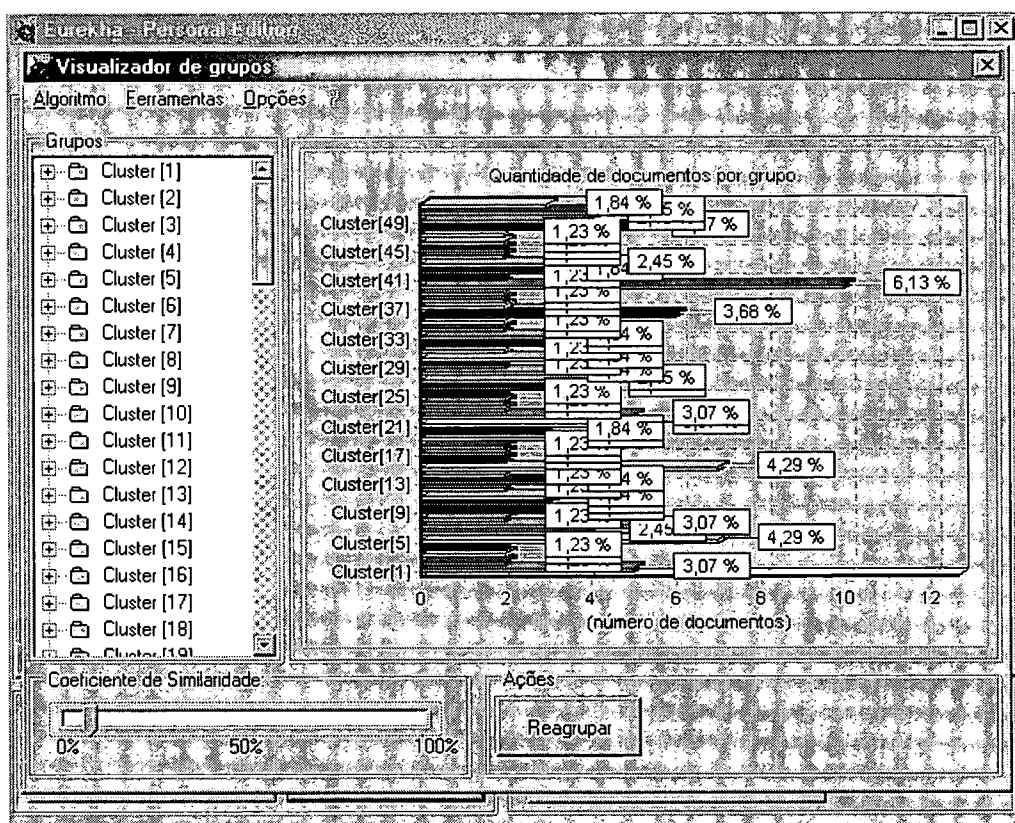 Eurekha - Personal Edition
Visualizador de grupos
Algoritmo Ferramentas Opções ?
Grupos
Cluster [1]
Cluster [2]
Cluster [3]
Cluster [4]
Cluster [5]
Cluster [6]
Cluster [7]
Cluster [8]
Cluster [9]
Cluster [10]
Cluster [11]
Cluster [12]
Cluster [13]
Cluster [14]
Cluster [15]
Cluster [16]
Cluster [17]
Cluster [18]
Cluster [19]
Quantidade de documentos por grupo
Cluster[49]
Cluster[45]
Cluster[41]
Cluster[37]
Cluster[33]
Cluster[29]
Cluster[25]
Cluster[21]
Cluster[17]
Cluster[13]
Cluster[9]
Cluster[5]
Cluster[1]
1,84 %
1,23 %
2,45 %
6,13 %
3,68 %
1,23 %
3,07 %
1,84 %
4,29 %
3,07 %
4,29 %
1,23 %
3,07 %
0 2 4 6 8 10 12
(número de documentos)
Coeficiente de Similaridade:
0% 50% 100%
Ações
Reagrupar